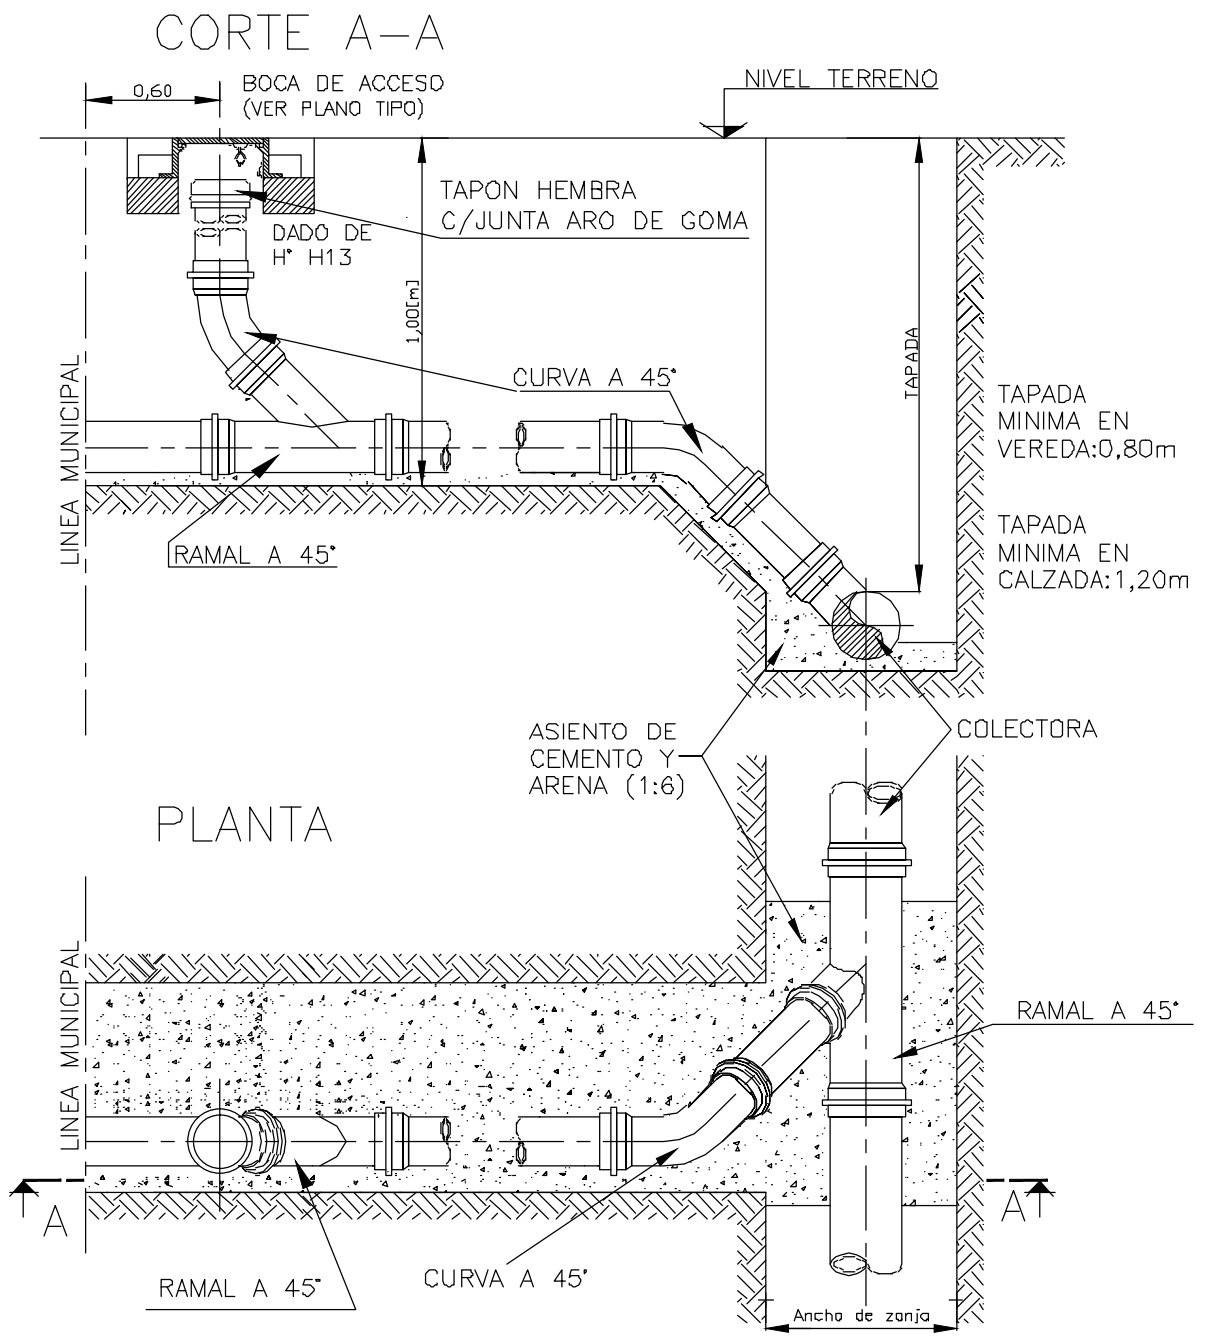 CORTE A-A
0,60
BOCA DE ACCESO
(VER PLANO TIPO)
NIVEL TERRENO
TAPON HEMBRA
C/JUNTA ARO DE GOMA
DADO DE
H° H13
1,00[m]
TAPADA
CURVA A 45°
TAPADA
MINIMA EN
VEREDA:0,80m
LINEA MUNICIPAL
RAMAL A 45°
TAPADA
MINIMA EN
CALZADA:1,20m
ASIENTO DE
CEMENTO Y
ARENA (1:6)
COLECTORA
PLANTA
LINEA MUNICIPAL
RAMAL A 45°
A
A
RAMAL A 45°
CURVA A 45°
Ancho de zanja